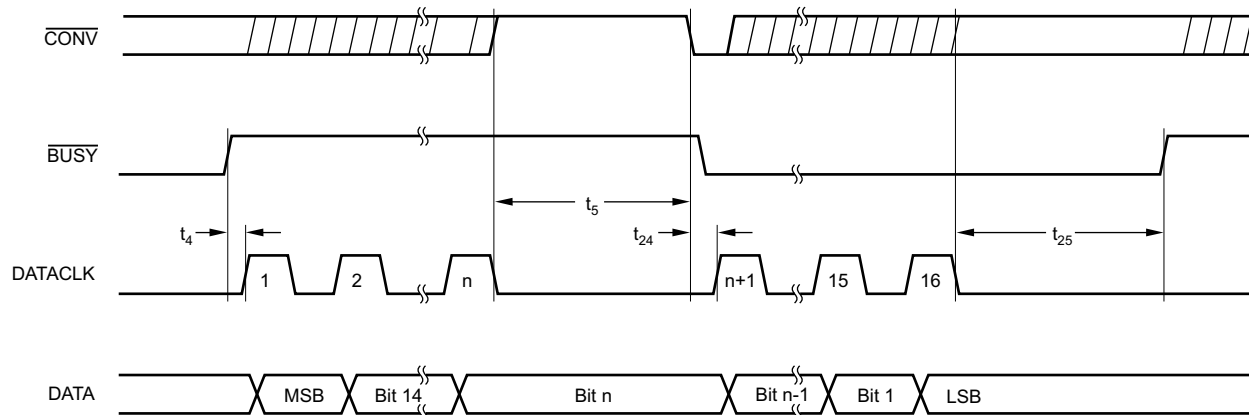 CONV
BUSY
t5
t4
t24
t25
DATACLK
1
2
n
n+1
15
16
DATA
MSB
Bit 14
Bit n
Bit n-1
Bit 1
LSB